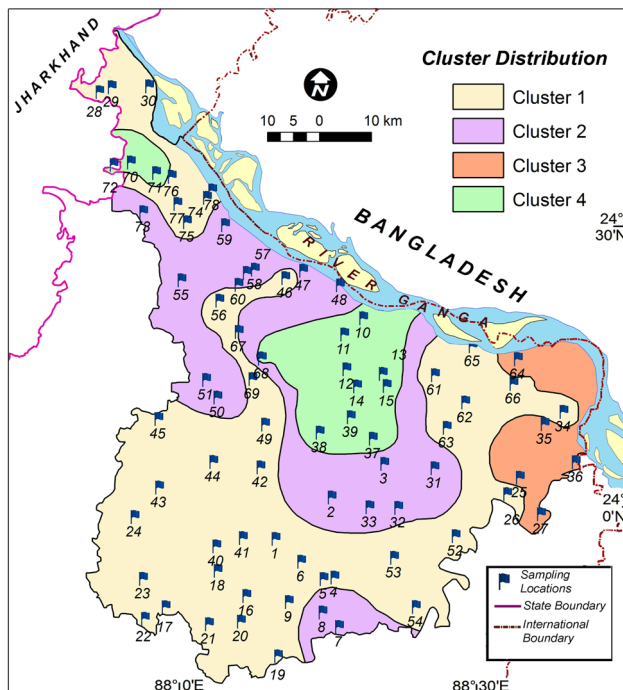 JHARKHAND
Cluster Distribution
Cluster 1
Cluster 2
Cluster 3
Cluster 4
10 5 0 10 km
BANGLADESH
RIVER GANGA
24°
30'N
24°
0'N
28 29 30
72 70 71 76
77 74 78
73 75 59
55 60 58 57 46 47 48
56 67 68 69
51 50
10 11 12 13 14 15
38 39 37
61 62 63 65 64 66
34 35 36 25 26 27
45 49 44 42 43 24
2 3 31 33 32
40 41 1 6 5 4 53 52
23 18 16 9 8 7 54
22 17 21 20 19
Sampling
Locations
State Boundary
International
Boundary
88°0'E
88°30'E